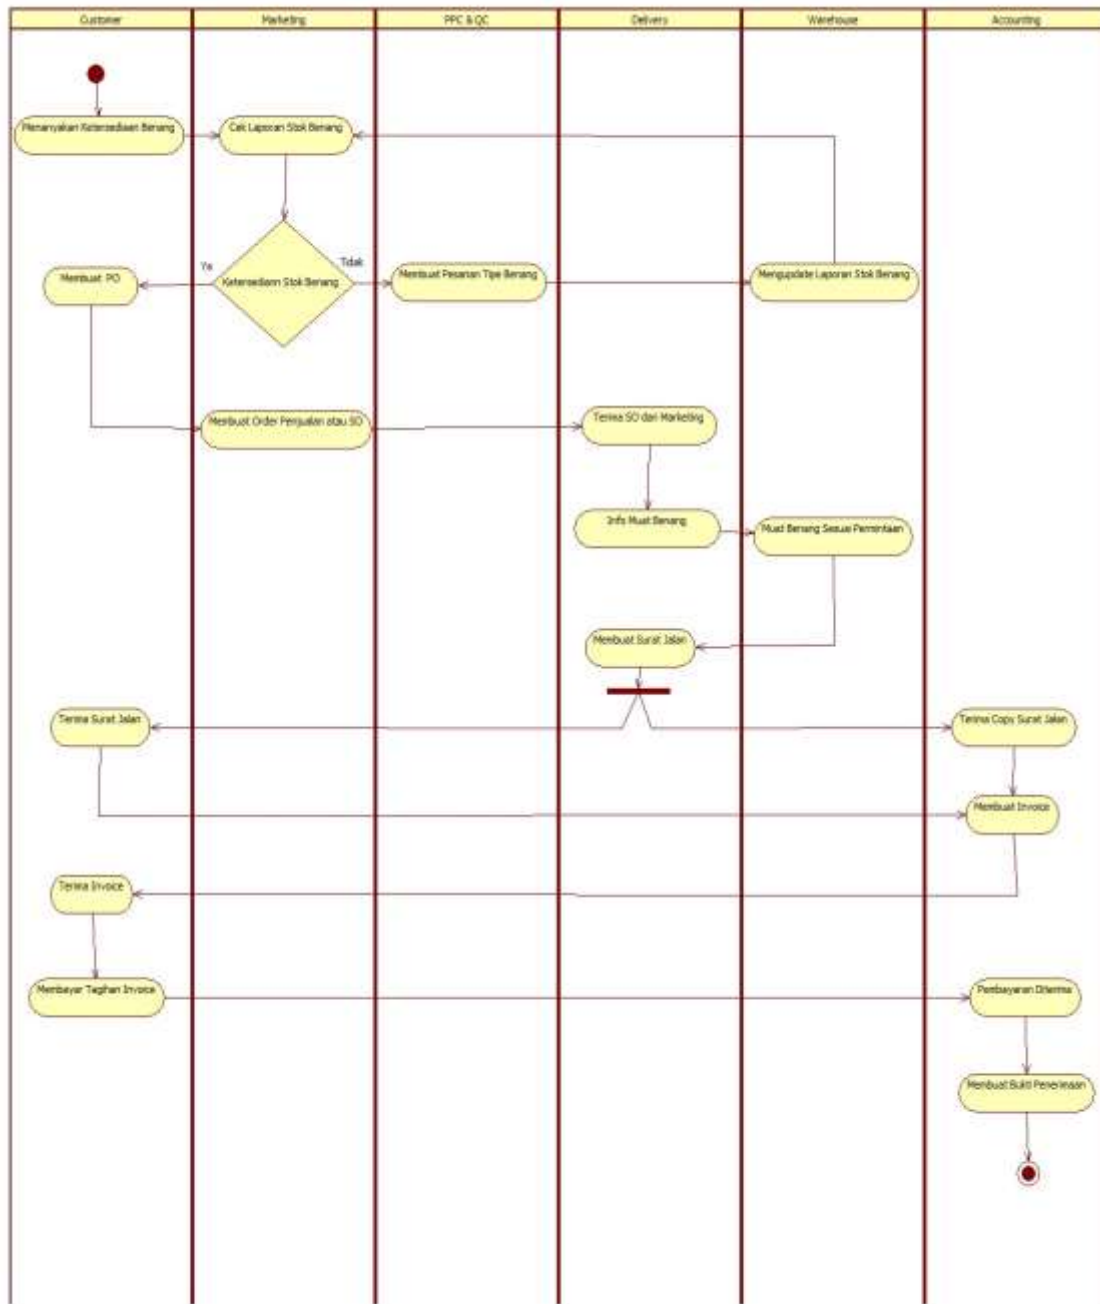 Customer
Marketing
PPC & QC
Delivery
Warehouse
Accounting
Menanyakan Ketersediaan Benang
Cek Laporan Stok Benang
Ya
Tidak
Membuat PO
Ketersediann Stok Benang
Membuat Pesanan Tipe Benang
Mengupdate Laporan Stok Benang
Membuat Order Penjualan atau SO
Terima SO dari Marketing
Info Muat Benang
Muat Benang Sesuai Permintaan
Membuat Surat Jalan
Terima Surat Jalan
Terima Copy Surat Jalan
Membuat Invoice
Terima Invoice
Membayar Tagihan Invoice
Pembayaran Diterima
Membuat Bukti Penerimaan